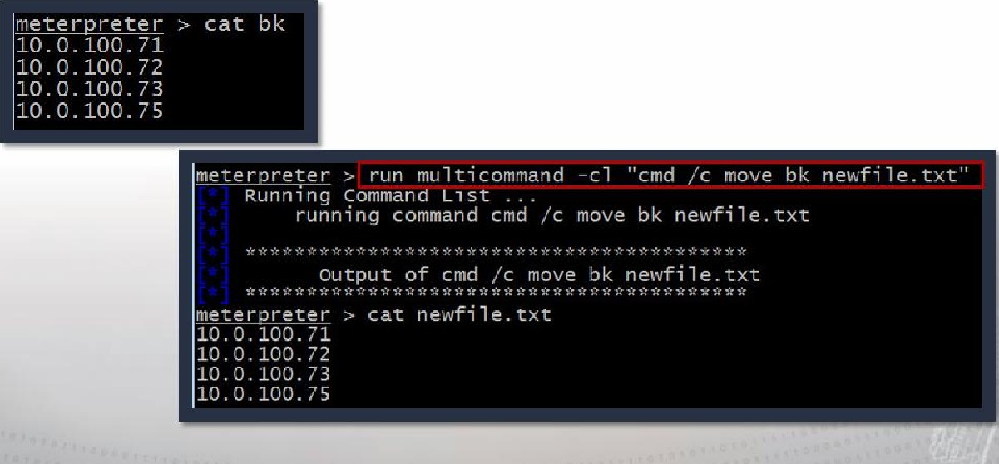 meterpreter > cat bk
10.0.100.71
10.0.100.72
10.0.100.73
10.0.100.75
meterpreter > run multicommand -cl "cmd /c move bk newfile.txt"
[*] Running Command List ...
[*] running command cmd /c move bk newfile.txt
[*]
[*] *****************************************
[*] Output of cmd /c move bk newfile.txt
[*] *****************************************
meterpreter > cat newfile.txt
10.0.100.71
10.0.100.72
10.0.100.73
10.0.100.75